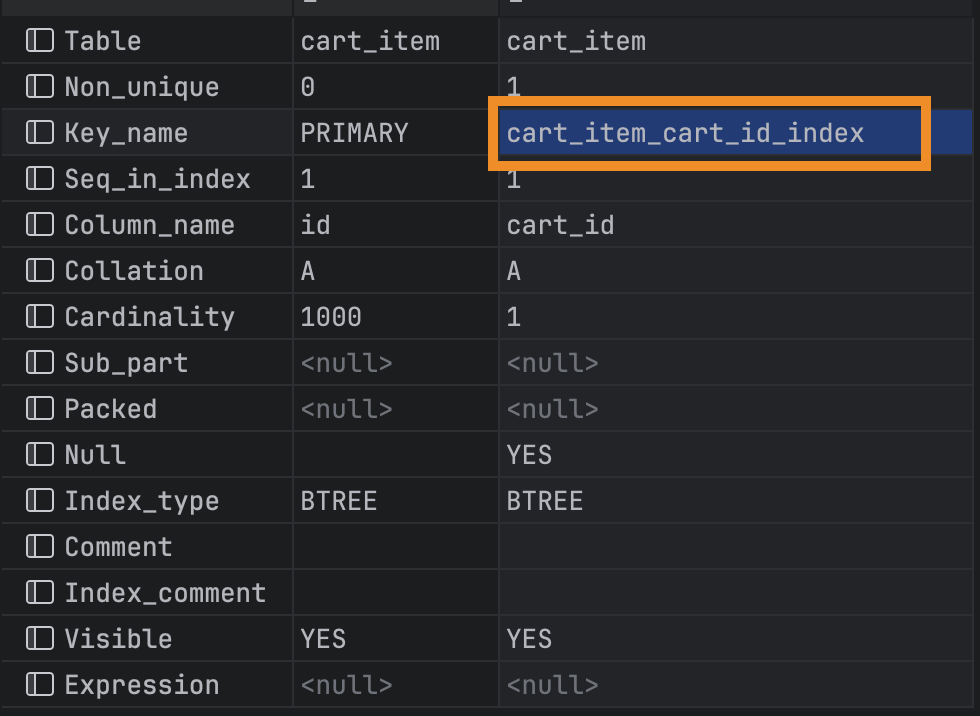 Table cart_item cart_item
Non_unique 0 1
Key_name PRIMARY cart_item_cart_id_index
Seq_in_index 1 1
Column_name id cart_id
Collation A A
Cardinality 1000 1
Sub_part <null> <null>
Packed <null> <null>
Null YES
Index_type BTREE BTREE
Comment
Index_comment
Visible YES YES
Expression <null> <null>